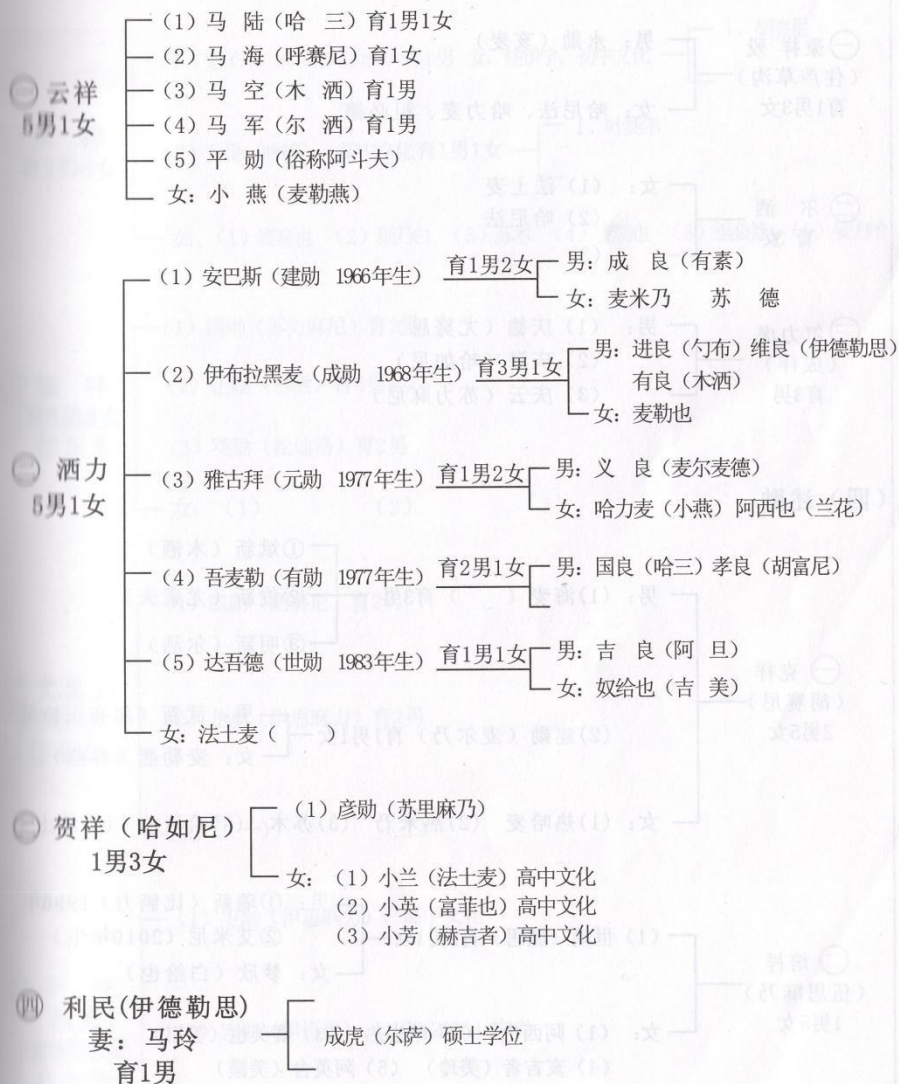 ㊀ 云祥
5男1女
(1) 马 陆（哈 三）育1男1女
(2) 马 海（呼赛尼）育1女
(3) 马 空（木 洒）育1男
(4) 马 军（尔 洒）育1男
(5) 平 勋（俗称阿斗夫）
女：小 燕（麦勒燕）
㊁ 洒力
5男1女
(1) 安巴斯（建勋 1966年生） 育1男2女
男：成 良（有素）
女：麦米乃 苏 德
(2) 伊布拉黑麦（成勋 1968年生） 育3男1女
男：进良（勺布）维良（伊德勒思）
有良（木洒）
女：麦勒也
(3) 雅古拜（元勋 1977年生） 育1男2女
男：义 良（麦尔麦德）
女：哈力麦（小燕）阿西也（兰花）
(4) 吾麦勒（有勋 1977年生） 育2男1女
男：国良（哈三）孝良（胡富尼）
(5) 达吾德（世勋 1983年生） 育1男1女
男：吉 良（阿 旦）
女：奴给也（吉 美）
女：法土麦（ ）
㊂ 贺祥（哈如尼）
1男3女
（1）彦勋（苏里麻乃）
女：（1）小兰（法土麦）高中文化
（2）小英（富菲也）高中文化
（3）小芳（赫吉者）高中文化
㊃ 利民(伊德勒思)
妻：马玲
育1男
成虎（示萨）硕士学位